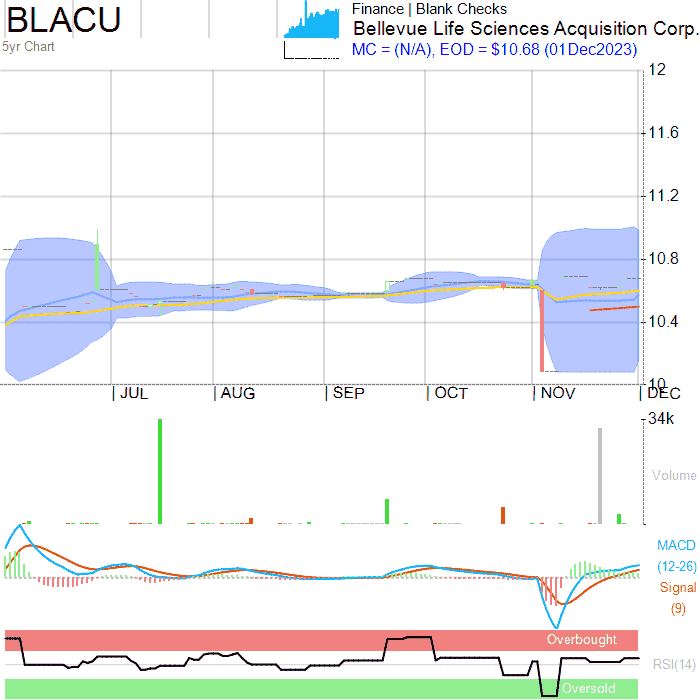 BLACU
5yr Chart
Finance | Blank Checks
Bellevue Life Sciences Acquisition Corp.
MC = (N/A), EOD = $10.68 (01Dec2023)
12
11.6
11.2
10.8
10.4
10
JUL AUG SEP OCT NOV DEC
34k
Volume
MACD
(12-26)
Signal
(9)
Overbought
RSI(14)
Oversold